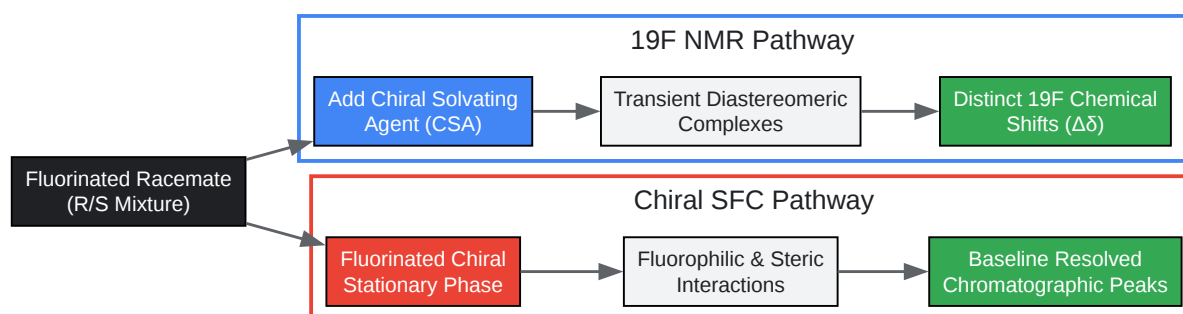 19F NMR Pathway
Add Chiral Solvating
Agent (CSA)
Transient Diastereomeric
Complexes
Distinct 19F Chemical
Shifts (Δδ)
Fluorinated Racemate
(R/S Mixture)
Chiral SFC Pathway
Fluorinated Chiral
Stationary Phase
Fluorophilic & Steric
Interactions
Baseline Resolved
Chromatographic Peaks